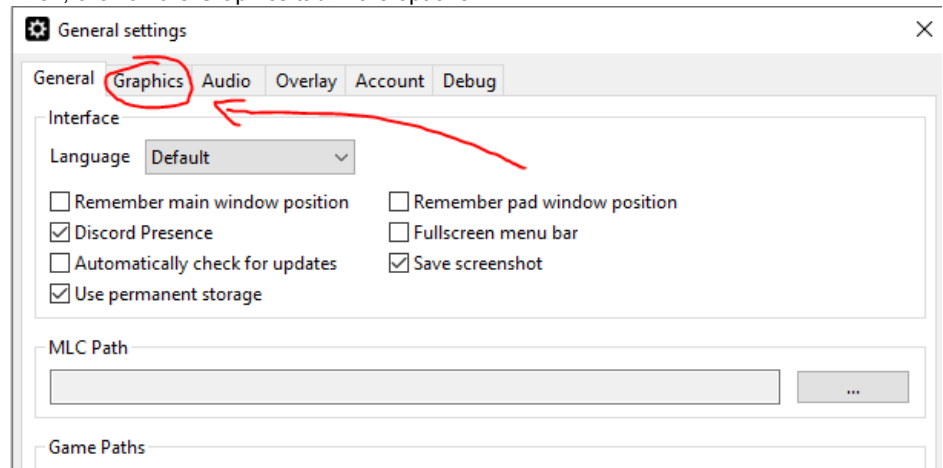 General settings
General Graphics Audio Overlay Account Debug
Interface
Language Default
Remember main window position Remember pad window position
Discord Presence Fullscreen menu bar
Automatically check for updates Save screenshot
Use permanent storage
MLC Path
...
Game Paths